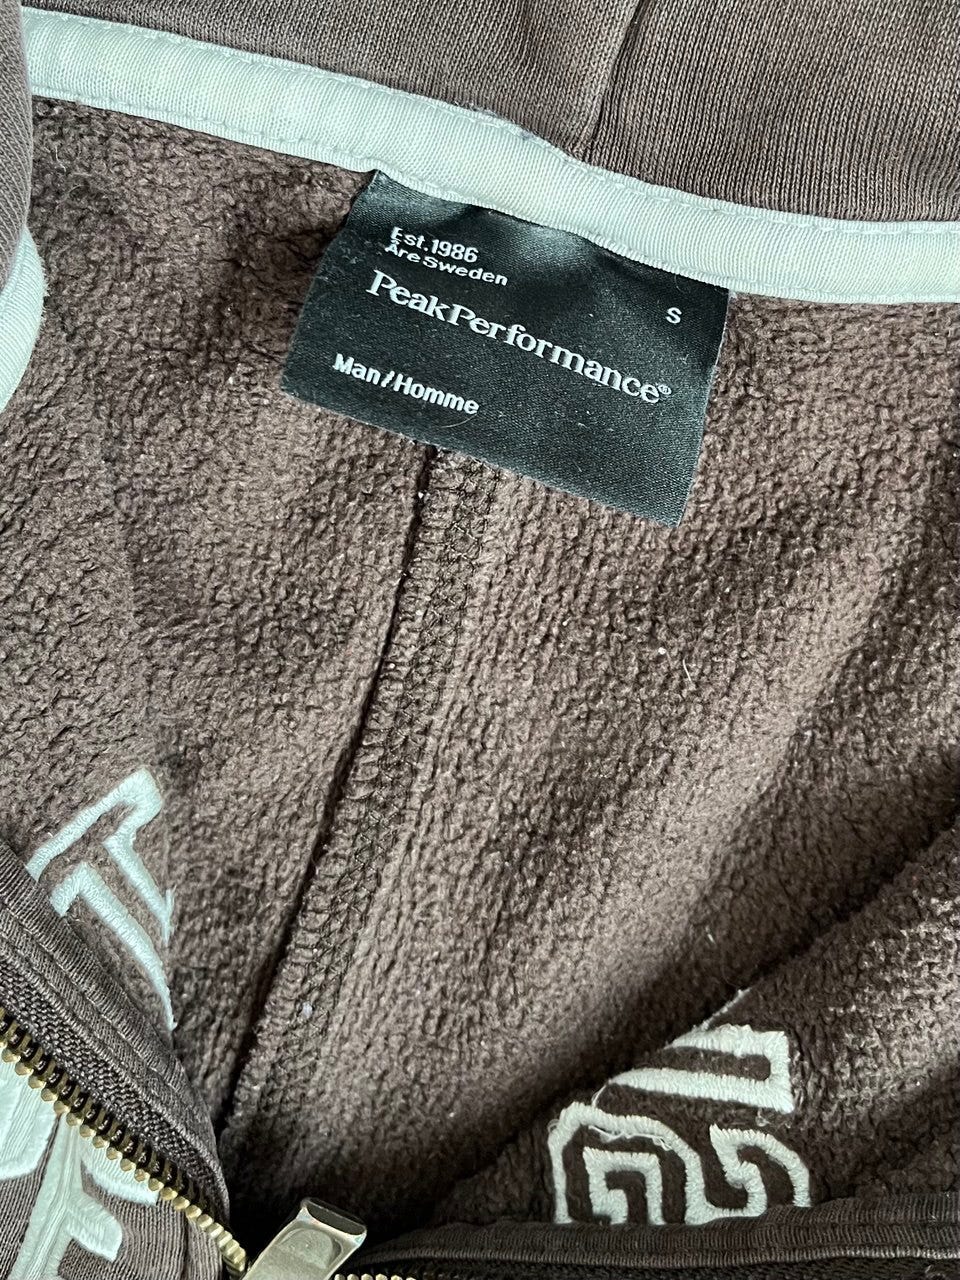 Est.1986
Åre Sweden
S
PeakPerformance®
Man/Homme